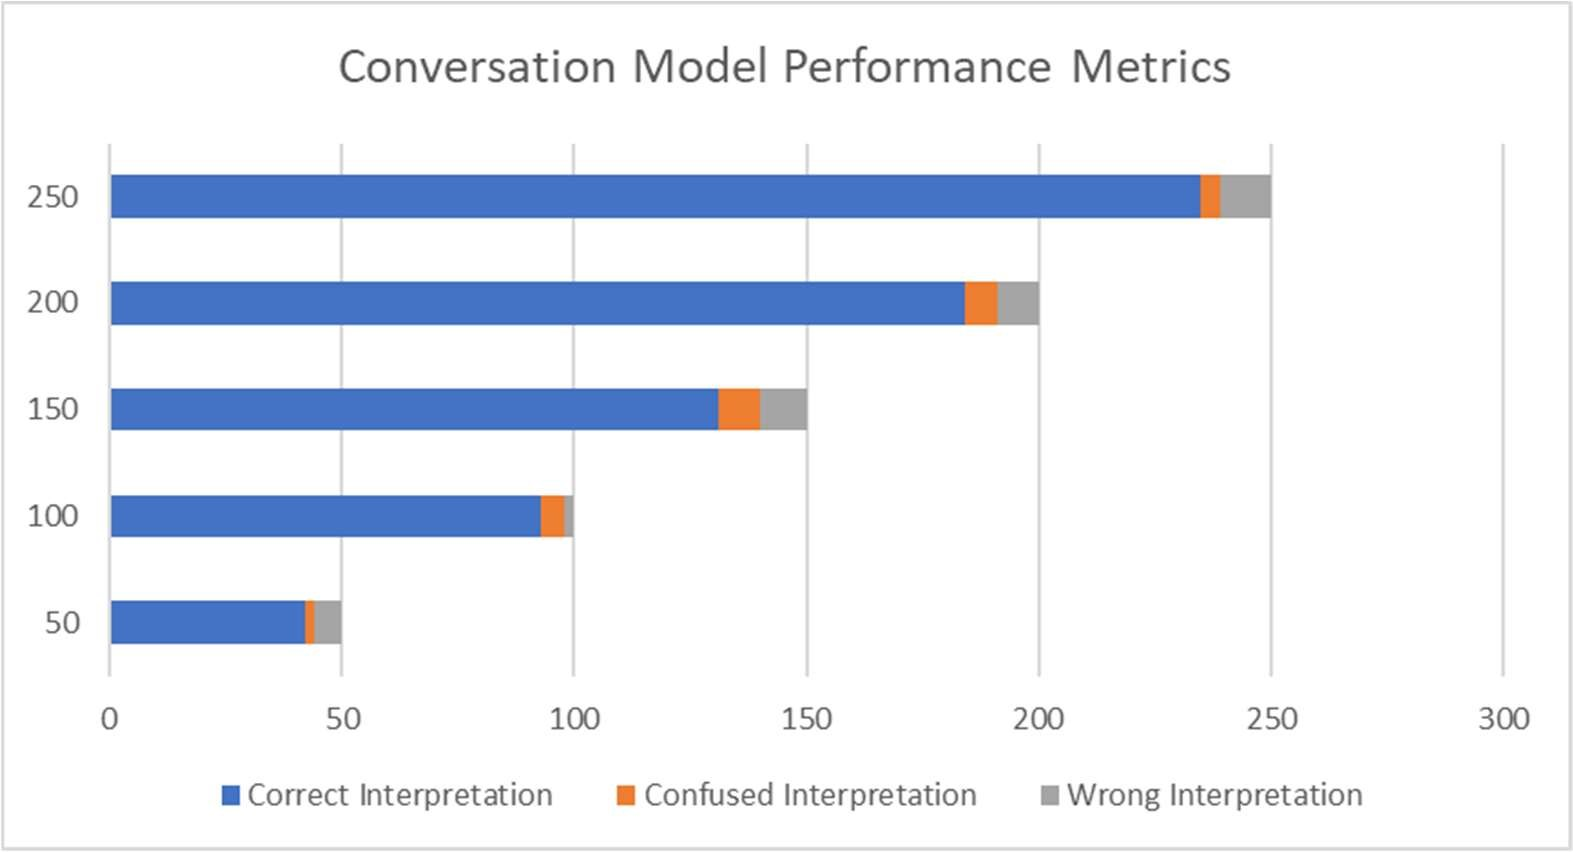 Conversation Model Performance Metrics
250
200
150
100
50
0 50 100 150 200 250 300
Correct Interpretation Confused Interpretation Wrong Interpretation